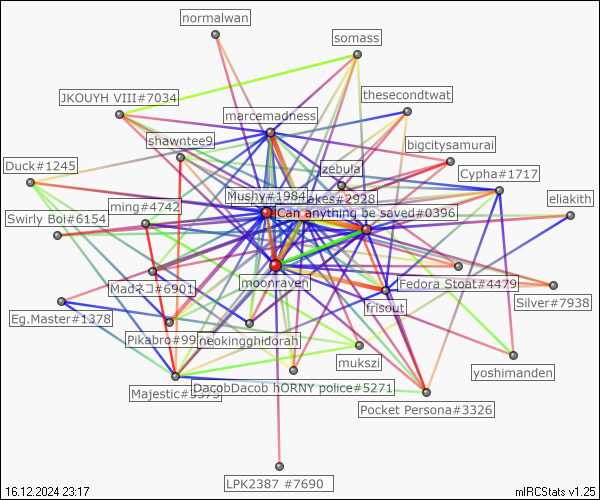 normalwan
somass
JKOUYH VIII#7034
thesecondtwat
marcemadness
shawntee9
bigcitysamurai
Duck#1245
zebula
Cypha#1717
Mushy #1984
akes#2928
ming#4742
Can anything be saved#0396
eliakith
Swirly Boi#6154
Madネコ#6901
moonraven
Fedora Stoat#4479
frisout
Silver#7938
Eg.Master#1378
Pikabro#99
neokingghidorah
mukszi
yoshimanden
Majestic#5375
DacobDacob hORNY police#5271
Pocket Persona#3326
LPK2387 #7690
16.12.2024 23:17
mIRCStats v1.25